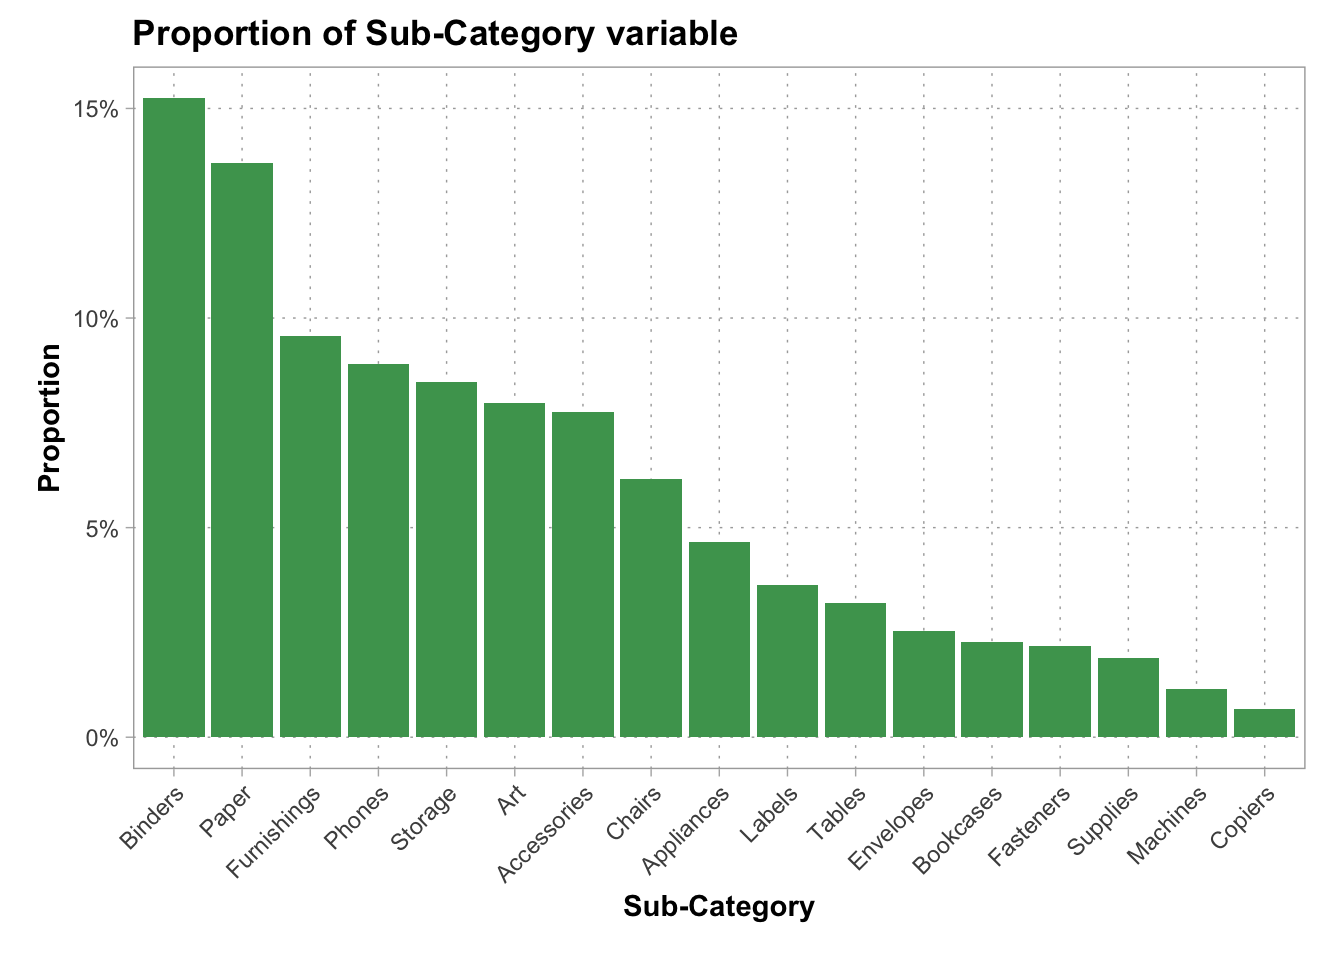 Proportion of Sub-Category variable
15%
10%
5%
0%
Proportion
Binders
Paper
Furnishings
Phones
Storage
Art
Accessories
Chairs
Appliances
Labels
Tables
Envelopes
Bookcases
Fasteners
Supplies
Machines
Copiers
Sub-Category